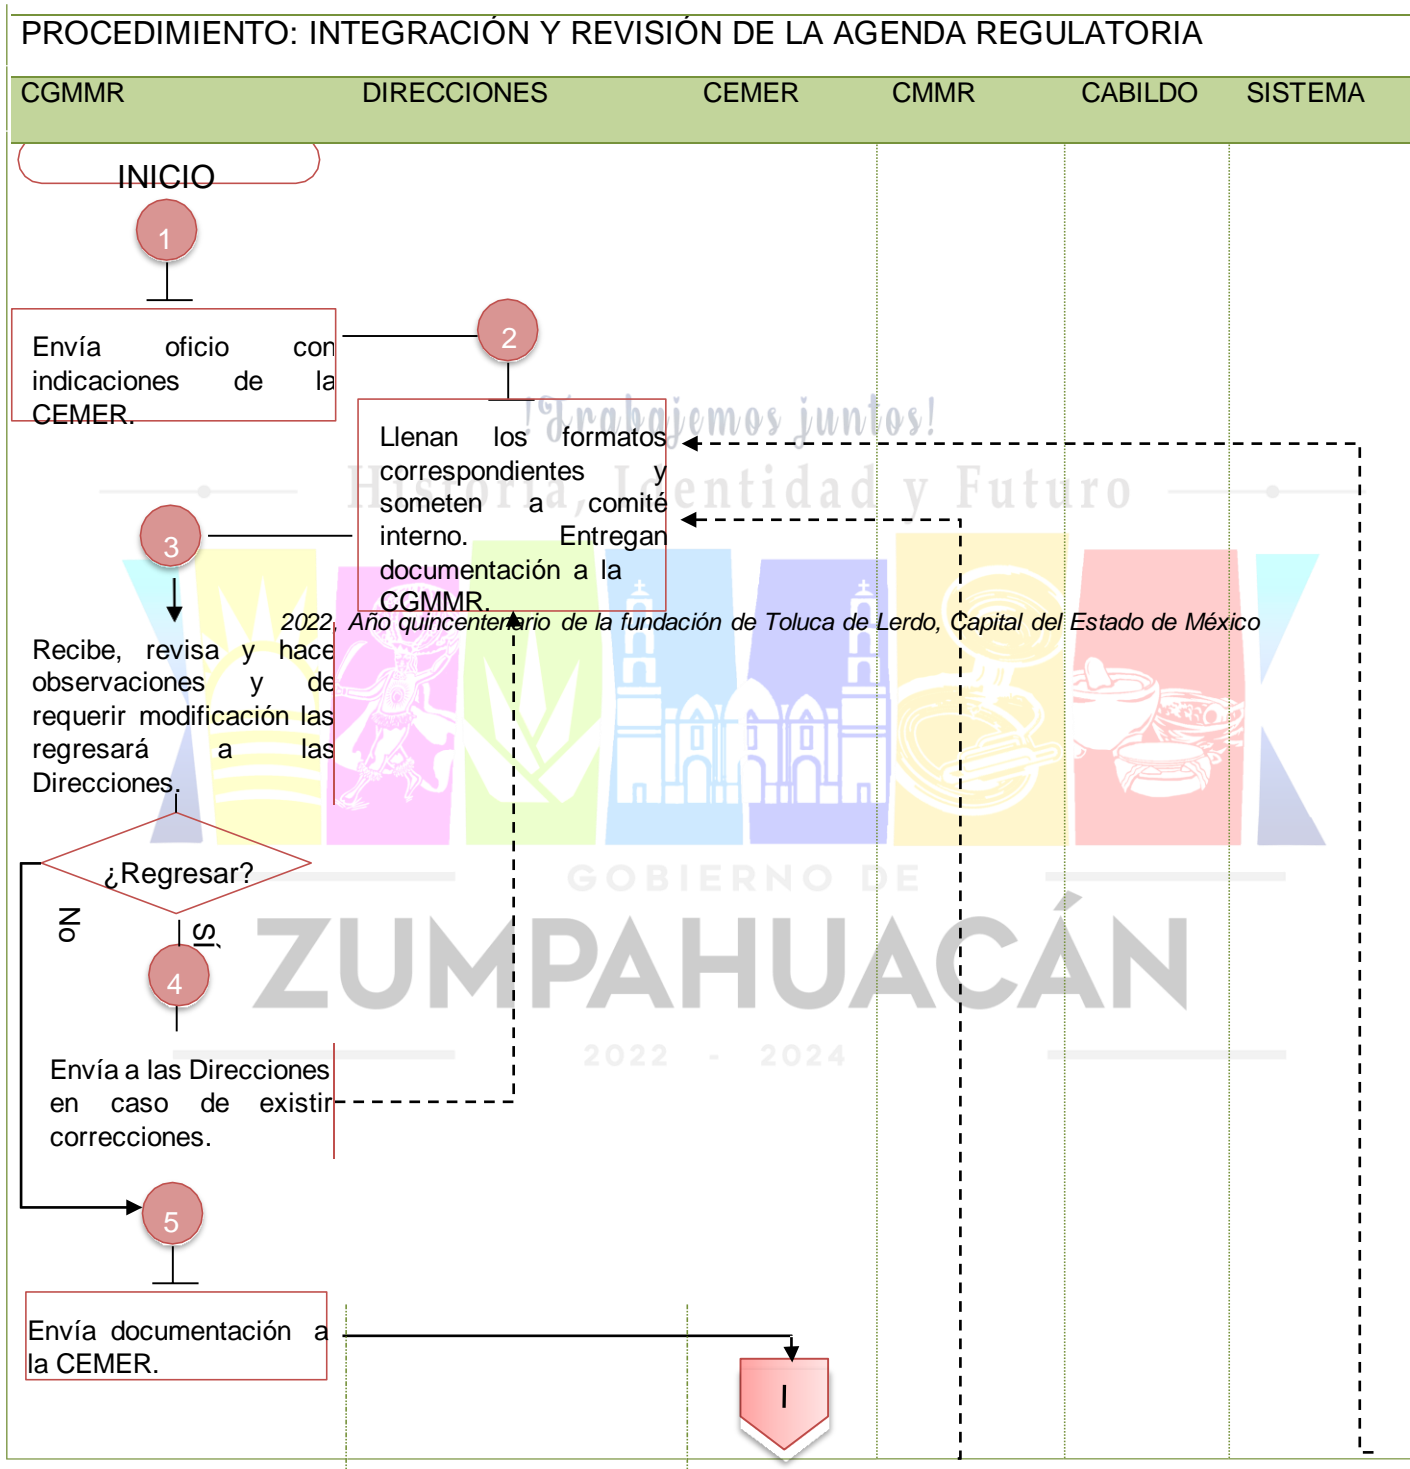 PROCEDIMIENTO: INTEGRACIÓN Y REVISIÓN DE LA AGENDA REGULATORIA
CGMMR DIRECCIONES CEMER CMMR CABILDO SISTEMA
INICIO
1
Envía oficio con
indicaciones de la
CEMER.
2
¡Trabajemos juntos!
Historia, Identidad y Futuro
Llenan los formatos
correspondientes y
someten a comité
interno. Entregan
documentación a la
CGMMR.
3
2022, Año quincentenario de la fundación de Toluca de Lerdo, Capital del Estado de México
Recibe, revisa y hace
observaciones y de
requerir modificación las
regresará a las
Direcciones.
¿Regresar?
No
Sí
GOBIERNO DE
ZUMPAHUACÁN
2022 - 2024
4
Envía a las Direcciones
en caso de existir
correcciones.
5
Envía documentación a
la CEMER.
I